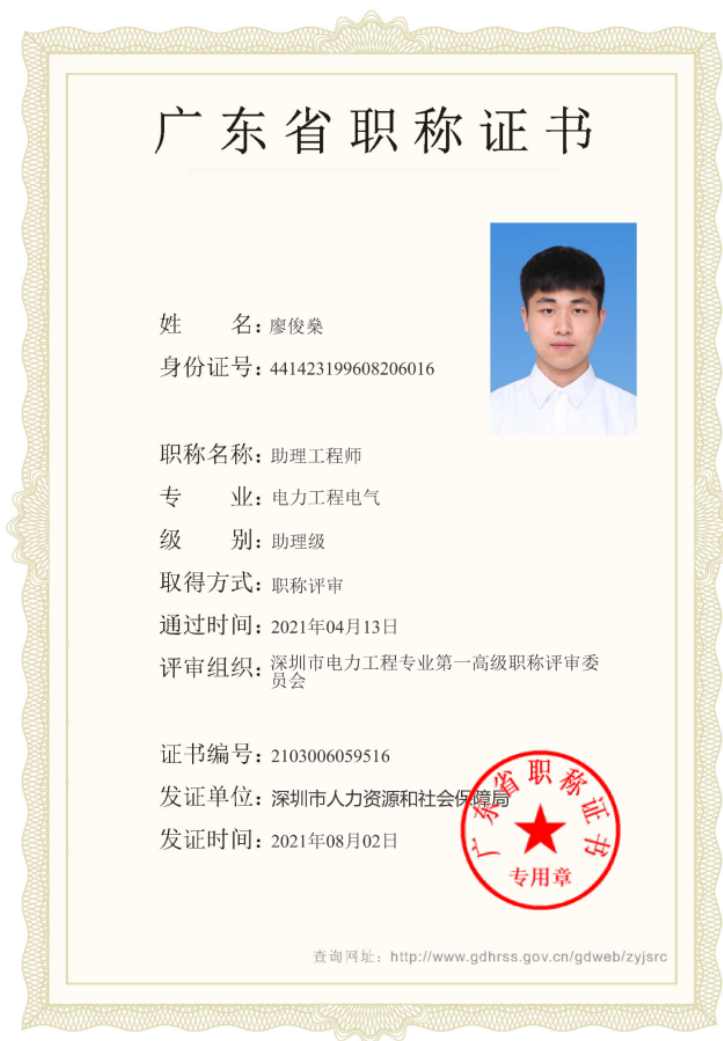 广东省职称证书
姓 名：廖俊燊
身份证号：441423199608206016
职称名称：助理工程师
专 业：电力工程电气
级 别：助理级
取得方式：职称评审
通过时间：2021年04月13日
评审组织：深圳市电力工程专业第一高级职称评审委
员会
证书编号：2103006059516
发证单位：深圳市人力资源和社会保障局
发证时间：2021年08月02日
广东省职称证书
专用章
查询网址：http://www.gdhrss.gov.cn/gdweb/zyjsrc